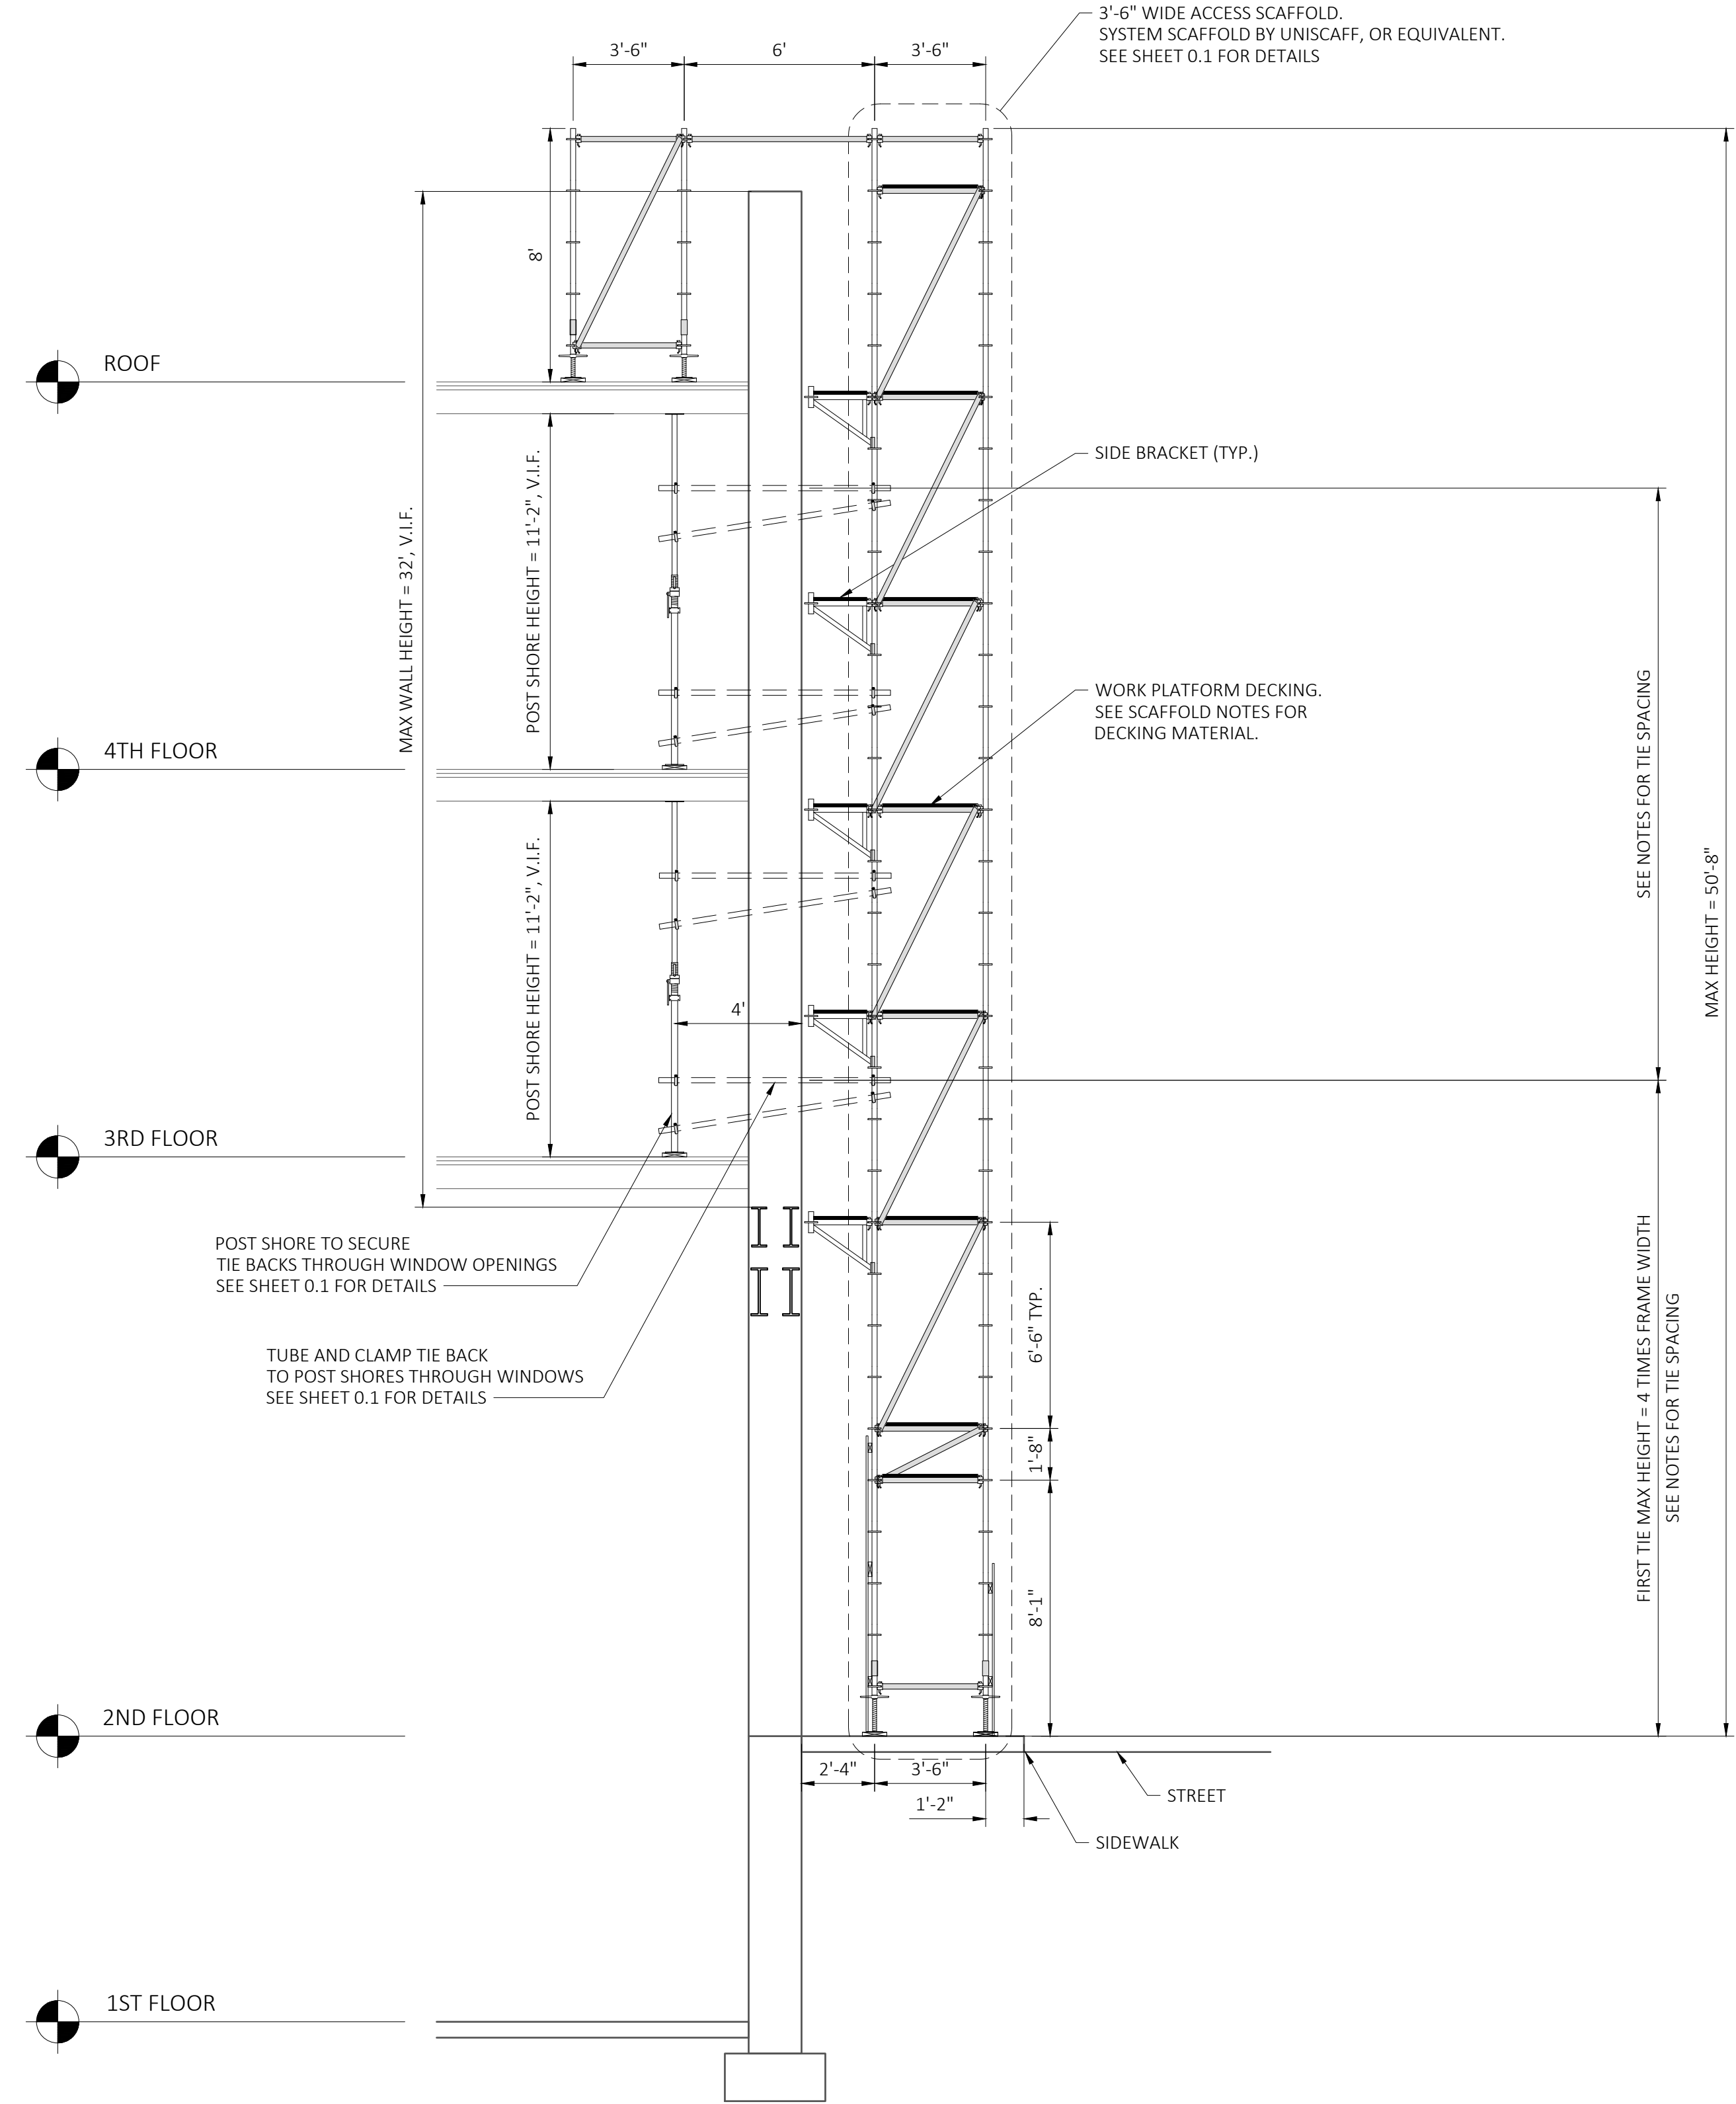 3'-6" WIDE ACCESS SCAFFOLD.
SYSTEM SCAFFOLD BY UNISCAFF, OR EQUIVALENT.
SEE SHEET 0.1 FOR DETAILS
3'-6"
6'
3'-6"
8'
ROOF
SIDE BRACKET (TYP.)
MAX WALL HEIGHT = 32', V.I.F.
POST SHORE HEIGHT = 11'-2", V.I.F.
WORK PLATFORM DECKING.
SEE SCAFFOLD NOTES FOR
DECKING MATERIAL.
4TH FLOOR
SEE NOTES FOR TIE SPACING
MAX HEIGHT = 50'-8"
POST SHORE HEIGHT = 11'-2", V.I.F.
4'
3RD FLOOR
POST SHORE TO SECURE
TIE BACKS THROUGH WINDOW OPENINGS
SEE SHEET 0.1 FOR DETAILS
TUBE AND CLAMP TIE BACK
TO POST SHORES THROUGH WINDOWS
SEE SHEET 0.1 FOR DETAILS
6'-6" TYP.
1'-8"
8'-1"
FIRST TIE MAX HEIGHT = 4 TIMES FRAME WIDTH
SEE NOTES FOR TIE SPACING
2ND FLOOR
2'-4"
3'-6"
1'-2"
STREET
SIDEWALK
1ST FLOOR